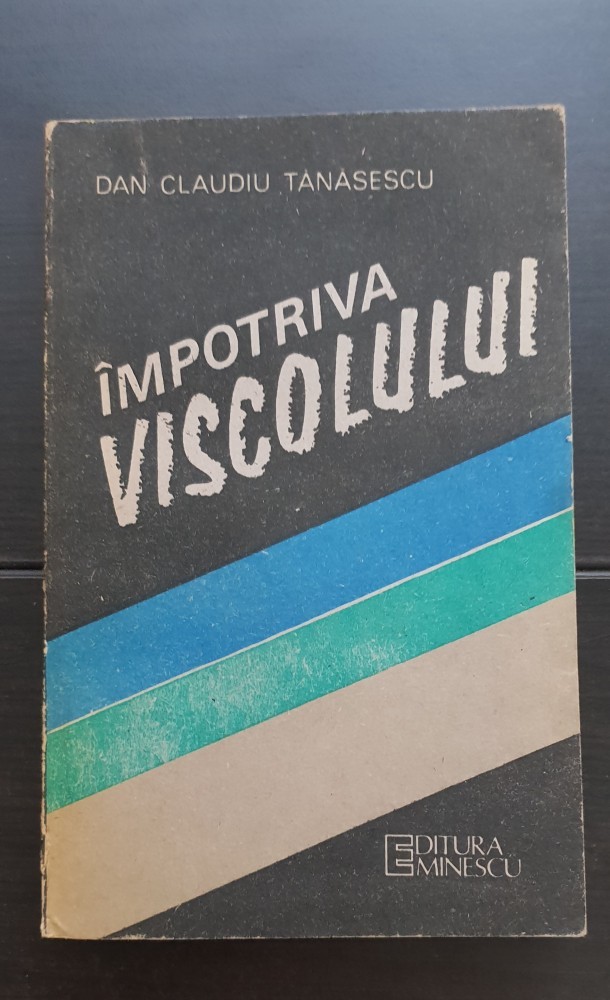 DAN CLAUDIU TĂNĂSESCU
ÎMPOTRIVA
VISCOLULUI
EDITURA
EMINESCU